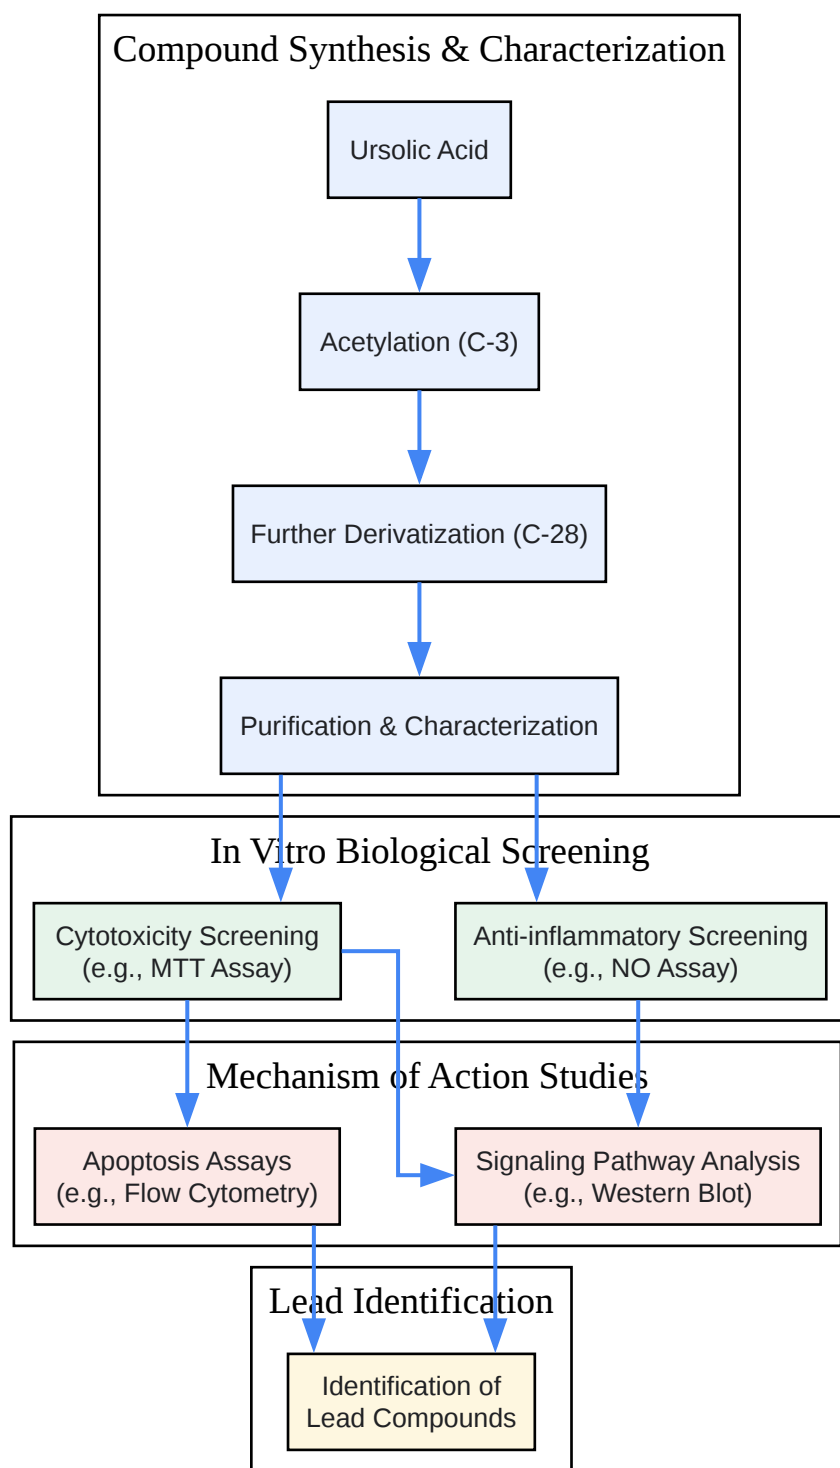 Compound Synthesis & Characterization
Ursolic Acid
Acetylation (C-3)
Further Derivatization (C-28)
Purification & Characterization
In Vitro Biological Screening
Cytotoxicity Screening
(e.g., MTT Assay)
Anti-inflammatory Screening
(e.g., NO Assay)
Mechanism of Action Studies
Apoptosis Assays
(e.g., Flow Cytometry)
Signaling Pathway Analysis
(e.g., Western Blot)
Lead Identification
Identification of
Lead Compounds